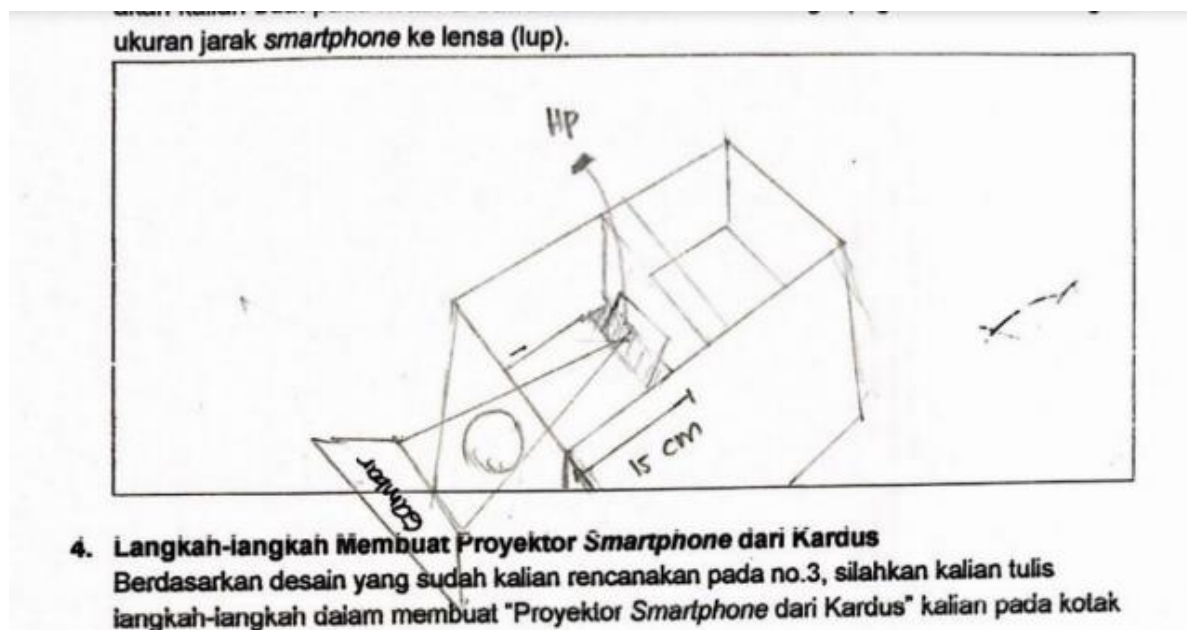 ukuran jarak smartphone ke lensa (lup).
HP
15 cm
Gambar
4. Langkah-langkah Membuat Proyektor Smartphone dari Kardus
Berdasarkan desain yang sudah kalian rencanakan pada no.3, silahkan kalian tulis
langkah-langkah dalam membuat "Proyektor Smartphone dari Kardus" kalian pada kotak